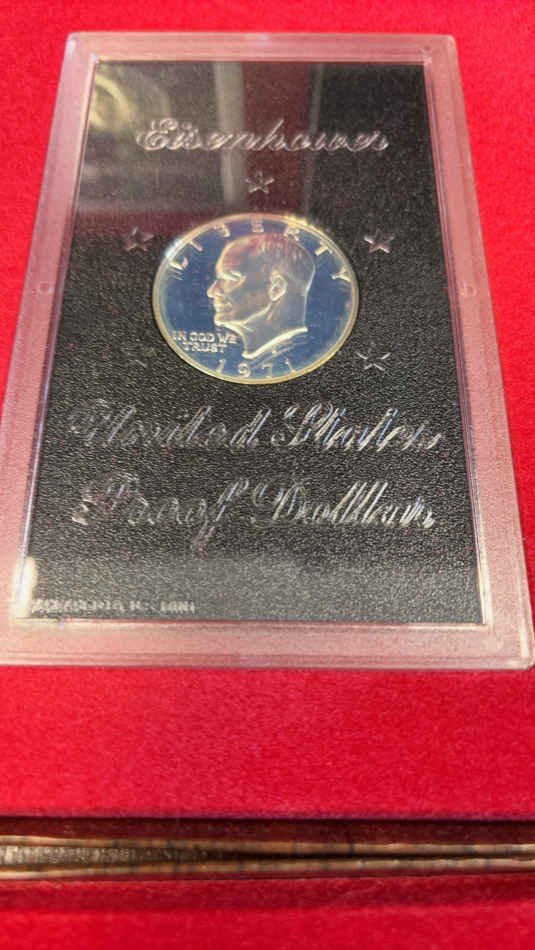 Eisenhower
LIBERTY
IN GOD WE
TRUST
1971
United States
Proof Dollar